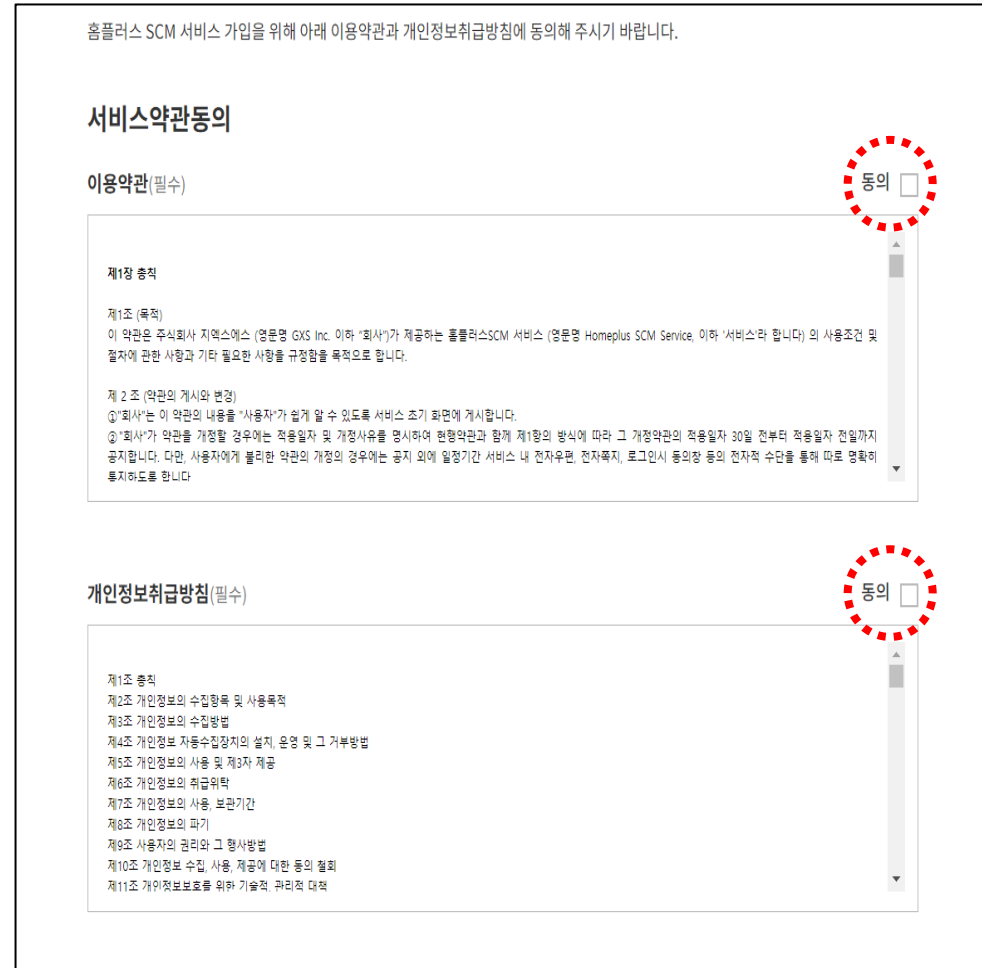 홈플러스 SCM 서비스 가입을 위해 아래 이용약관과 개인정보취급방침에 동의해 주시기 바랍니다.
서비스약관동의
이용약관(필수)
동의
제1장 총칙
제1조 (목적)
이 약관은 주식회사 지엑스에스 (영문명 GXS Inc. 이하 "회사")가 제공하는 홈플러스SCM 서비스 (영문명 Homeplus SCM Service, 이하 '서비스'라 합니다) 의 사용조건 및
절차에 관한 사항과 기타 필요한 사항을 규정함을 목적으로 합니다.
제 2 조 (약관의 게시와 변경)
①"회사"는 이 약관의 내용을 "사용자"가 쉽게 알 수 있도록 서비스 초기 화면에 게시합니다.
②"회사"가 약관을 개정할 경우에는 적용일자 및 개정사유를 명시하여 현행약관과 함께 제1항의 방식에 따라 그 개정약관의 적용일자 30일 전부터 적용일자 전일까지
공지합니다. 다만, 사용자에게 불리한 약관의 개정의 경우에는 공지 외에 일정기간 서비스 내 전자우편, 전자쪽지, 로그인시 동의창 등의 전자적 수단을 통해 따로 명확히
통지하도록 합니다
개인정보취급방침(필수)
동의
제1조 총칙
제2조 개인정보의 수집항목 및 사용목적
제3조 개인정보의 수집방법
제4조 개인정보 자동수집장치의 설치, 운영 및 그 거부방법
제5조 개인정보의 사용 및 제3자 제공
제6조 개인정보의 취급위탁
제7조 개인정보의 사용, 보관기간
제8조 개인정보의 파기
제9조 사용자의 권리와 그 행사방법
제10조 개인정보 수집, 사용, 제공에 대한 동의 철회
제11조 개인정보보호를 위한 기술적, 관리적 대책